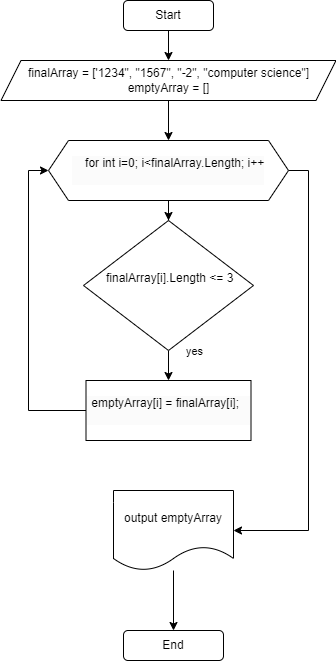 Start
finalArray = ['1234", "1567", "-2", "computer science"]
emptyArray = []
for int i=0; i<finalArray.Length; i++
finalArray[i].Length <= 3
yes
emptyArray[i] = finalArray[i];
output emptyArray
End